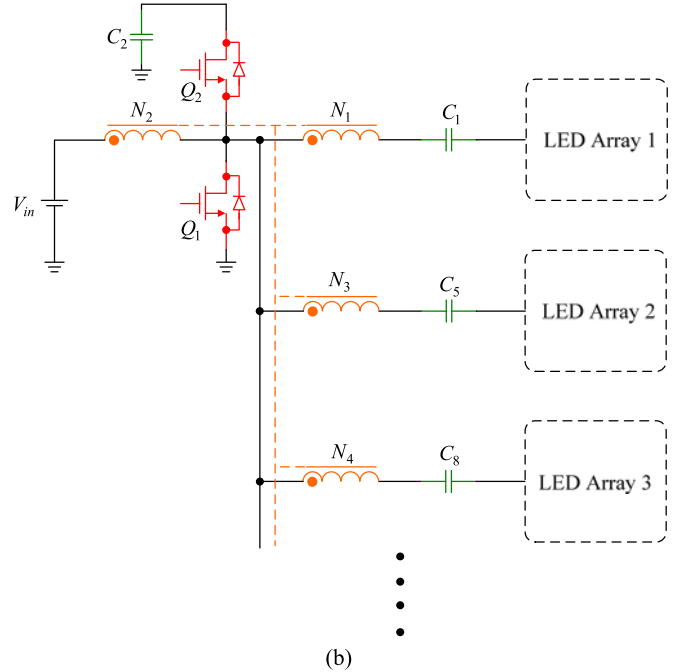 C2
Q2
N2
N1
C1
LED Array 1
Vin
Q1
N3
C5
LED Array 2
N4
C8
LED Array 3
(b)